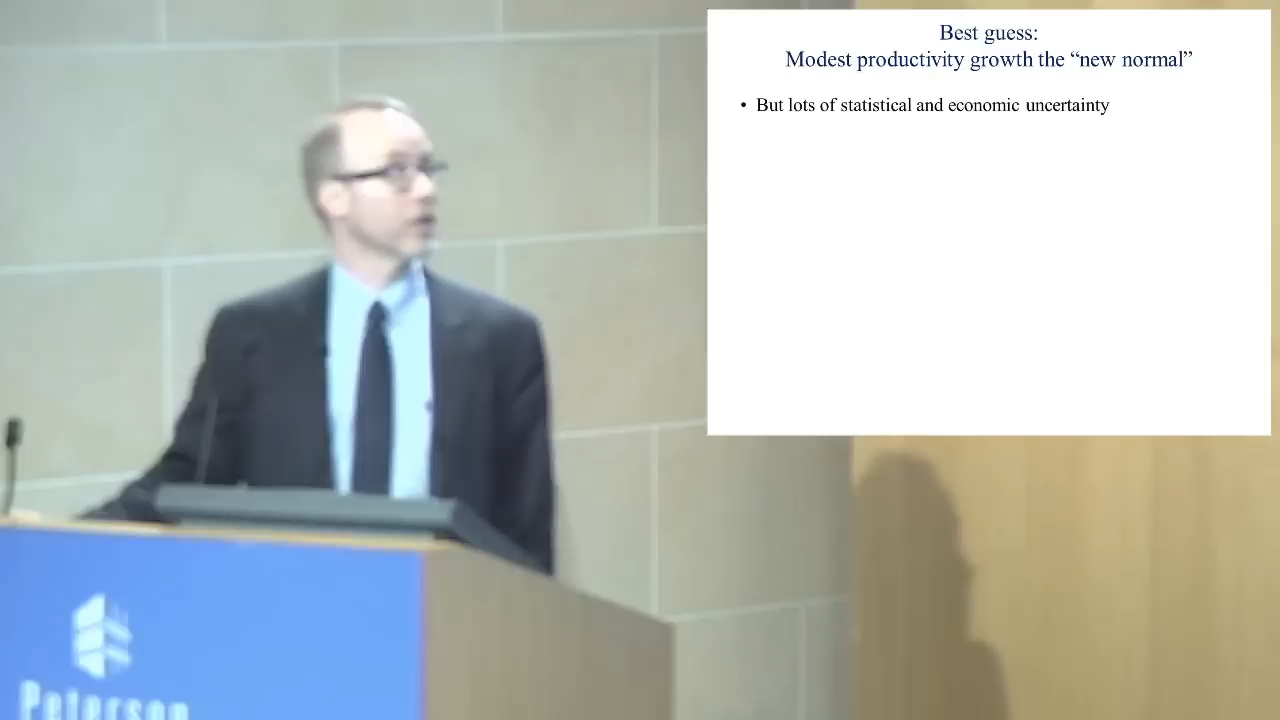 Best guess:
Modest productivity growth the “new normal”
• But lots of statistical and economic uncertainty
Peterson